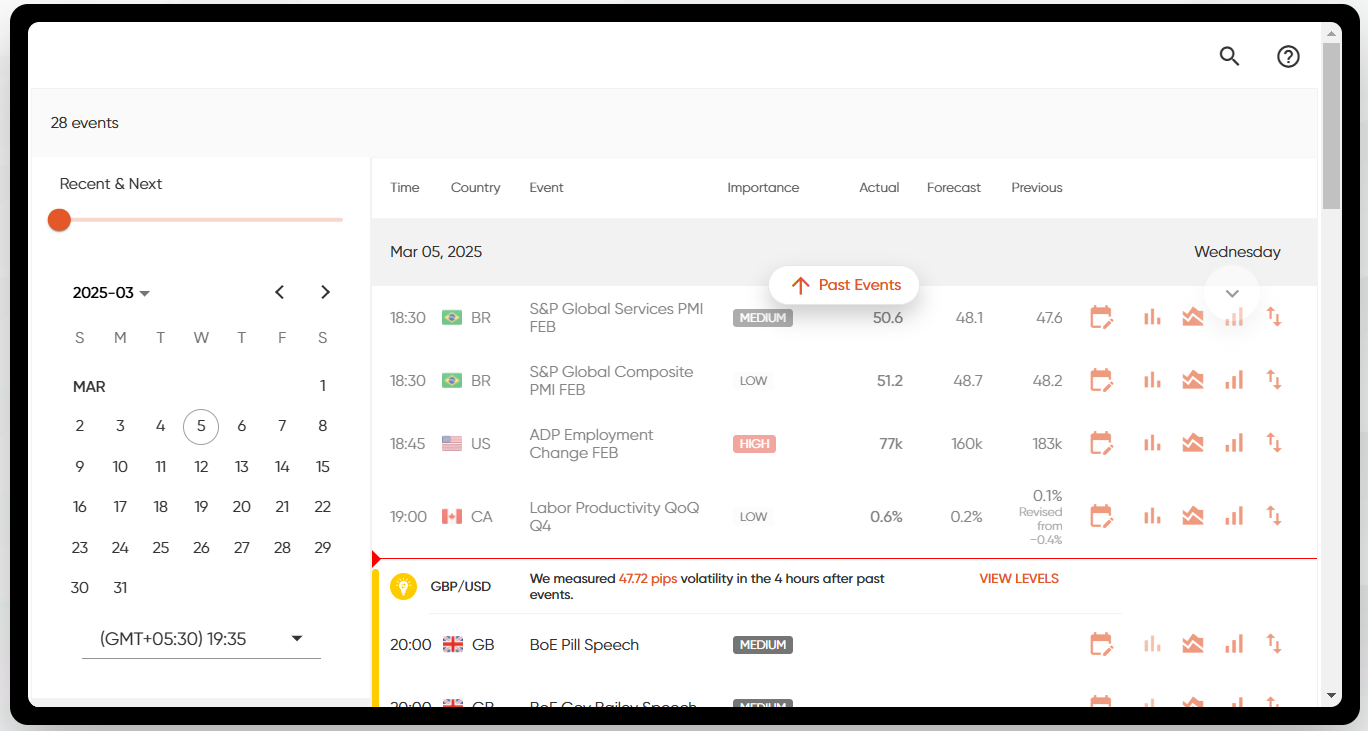 28 events
Recent & Next
2025-03
S M T W T F S
MAR 1
2 3 4 5 6 7 8
9 10 11 12 13 14 15
16 17 18 19 20 21 22
23 24 25 26 27 28 29
30 31
(GMT+05:30) 19:35
Time Country Event Importance Actual Forecast Previous
Mar 05, 2025 Wednesday
Past Events
18:30 BR S&P Global Services PMI MEDIUM 50.6 48.1 47.6
FEB
18:30 BR S&P Global Composite LOW 51.2 48.7 48.2
PMI FEB
18:45 US ADP Employment HIGH 77k 160k 183k
Change FEB
19:00 CA Labor Productivity QoQ LOW 0.6% 0.2% 0.1%
Q4 Revised
from
−0.4%
GBP/USD We measured 47.72 pips volatility in the 4 hours after past VIEW LEVELS
events.
20:00 GB BoE Pill Speech MEDIUM
20:00 GB BoE Gov Bailey Speech MEDIUM